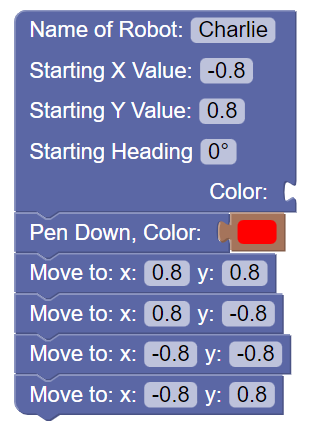 Name of Robot: Charlie
Starting X Value: -0.8
Starting Y Value: 0.8
Starting Heading 0°
Color:
Pen Down, Color:
Move to: x: 0.8 y: 0.8
Move to: x: 0.8 y: -0.8
Move to: x: -0.8 y: -0.8
Move to: x: -0.8 y: 0.8